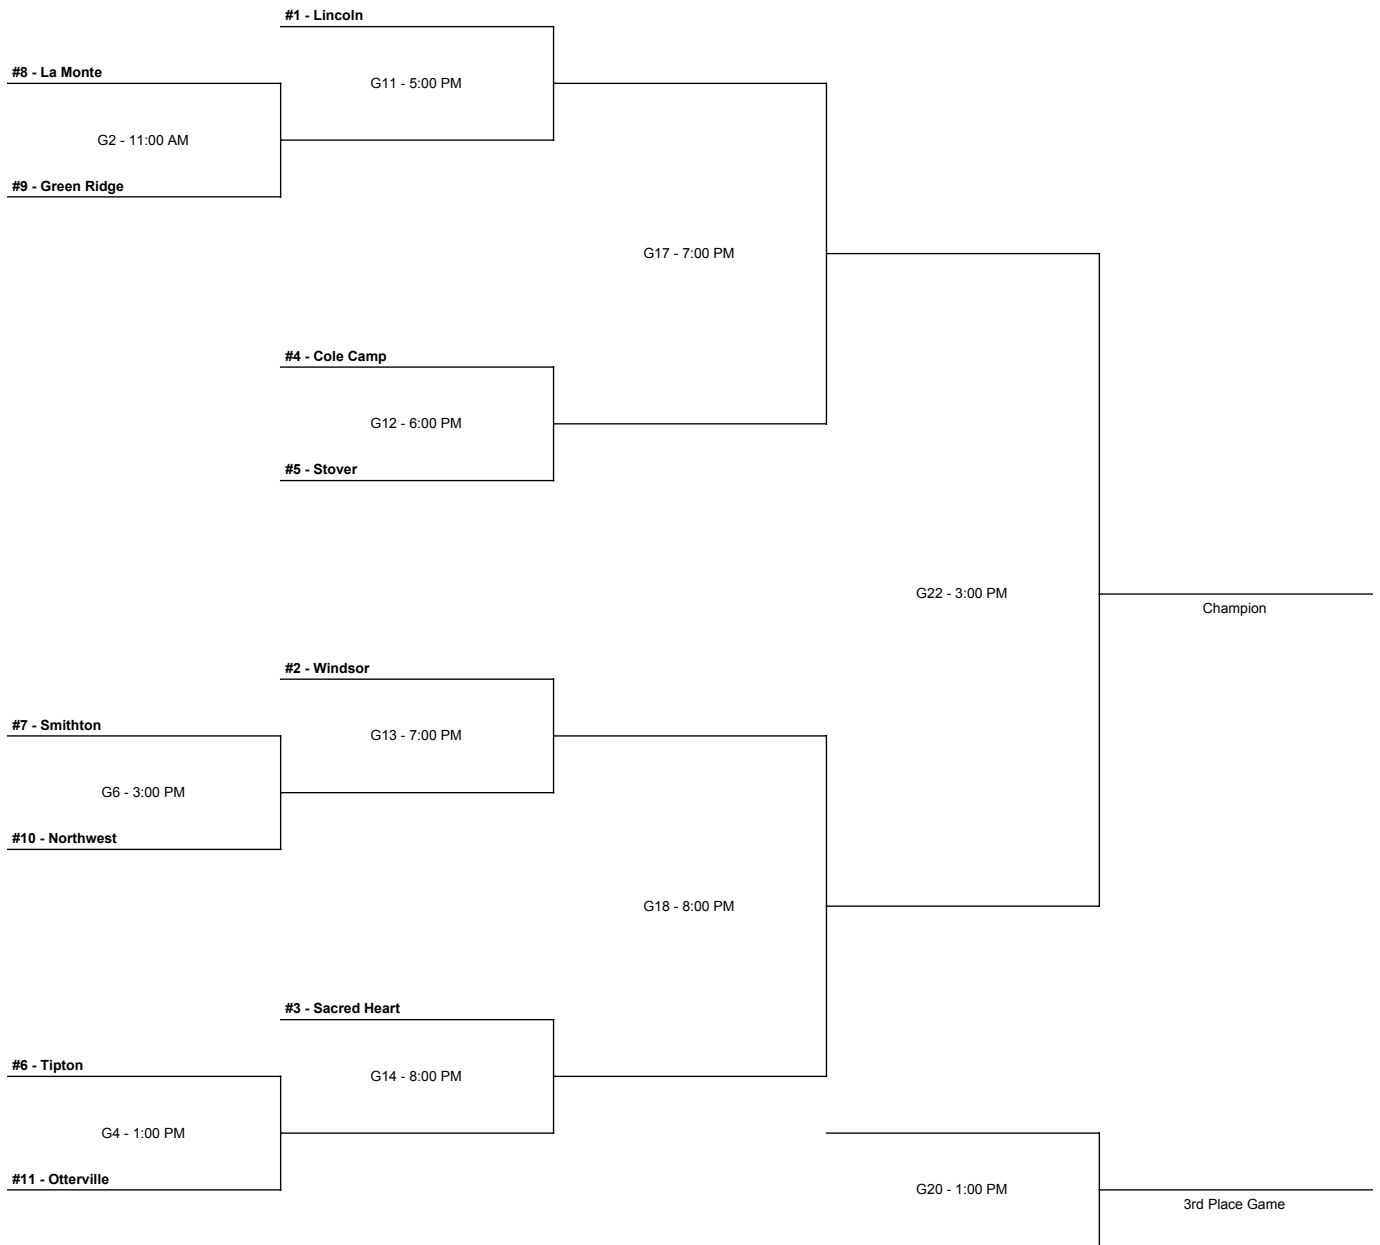 #1 - Lincoln
#8 - La Monte
G11 - 5:00 PM
G2 - 11:00 AM
#9 - Green Ridge
G17 - 7:00 PM
#4 - Cole Camp
G12 - 6:00 PM
#5 - Stover
G22 - 3:00 PM
Champion
#2 - Windsor
#7 - Smithton
G13 - 7:00 PM
G6 - 3:00 PM
#10 - Northwest
G18 - 8:00 PM
#3 - Sacred Heart
#6 - Tipton
G14 - 8:00 PM
G4 - 1:00 PM
#11 - Otterville
G20 - 1:00 PM
3rd Place Game